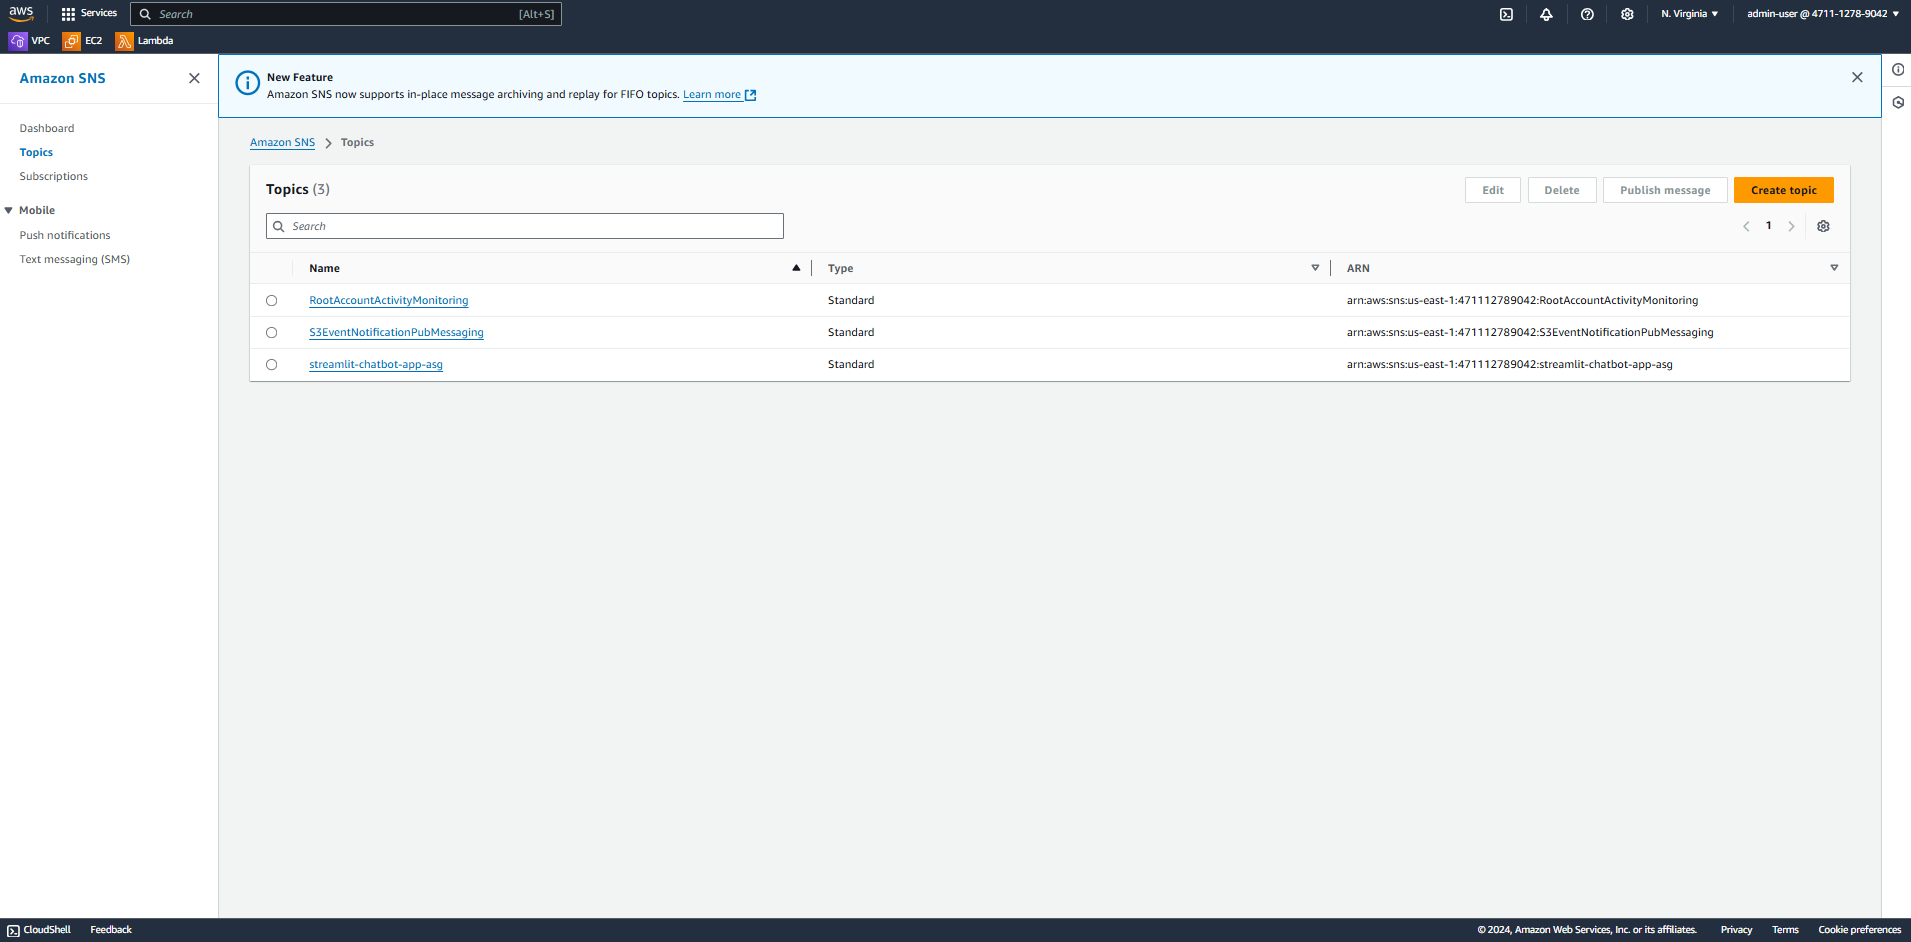 aws
Services
Search [Alt+S]
N. Virginia
admin-user @ 4711-1278-9042
VPC
EC2
Lambda
Amazon SNS
Dashboard
Topics
Subscriptions
Mobile
Push notifications
Text messaging (SMS)
New Feature
Amazon SNS now supports in-place message archiving and replay for FIFO topics. Learn more
Amazon SNS
Topics
Topics (3)
Edit
Delete
Publish message
Create topic
Search
1
Name Type ARN
RootAccountActivityMonitoring Standard arn:aws:sns:us-east-1:471112789042:RootAccountActivityMonitoring
S3EventNotificationPubMessaging Standard arn:aws:sns:us-east-1:471112789042:S3EventNotificationPubMessaging
streamlit-chatbot-app-asg Standard arn:aws:sns:us-east-1:471112789042:streamlit-chatbot-app-asg
CloudShell
Feedback
© 2024, Amazon Web Services, Inc. or its affiliates.
Privacy
Terms
Cookie preferences